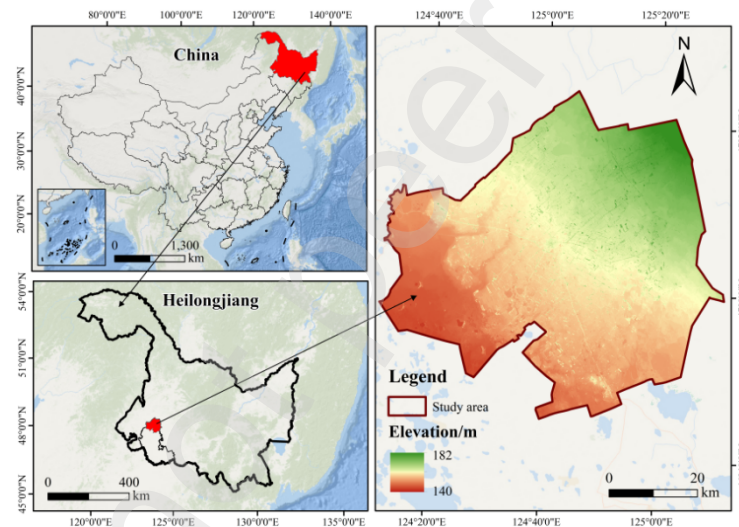 80°0'0"E 100°0'0"E 120°0'0"E 140°0'0"E
China
40°0'0"N
30°0'0"N
20°0'0"N
0 1,300
km
54°0'0"N
51°0'0"N
48°0'0"N
45°0'0"N
Heilongjiang
0 400
km
120°0'0"E 125°0'0"E 130°0'0"E 135°0'0"E
124°40'0"E 125°0'0"E 125°20'0"E
N
Legend
Study area
Elevation/m
182
140
0 20
km
124°20'0"E 124°40'0"E 125°0'0"E